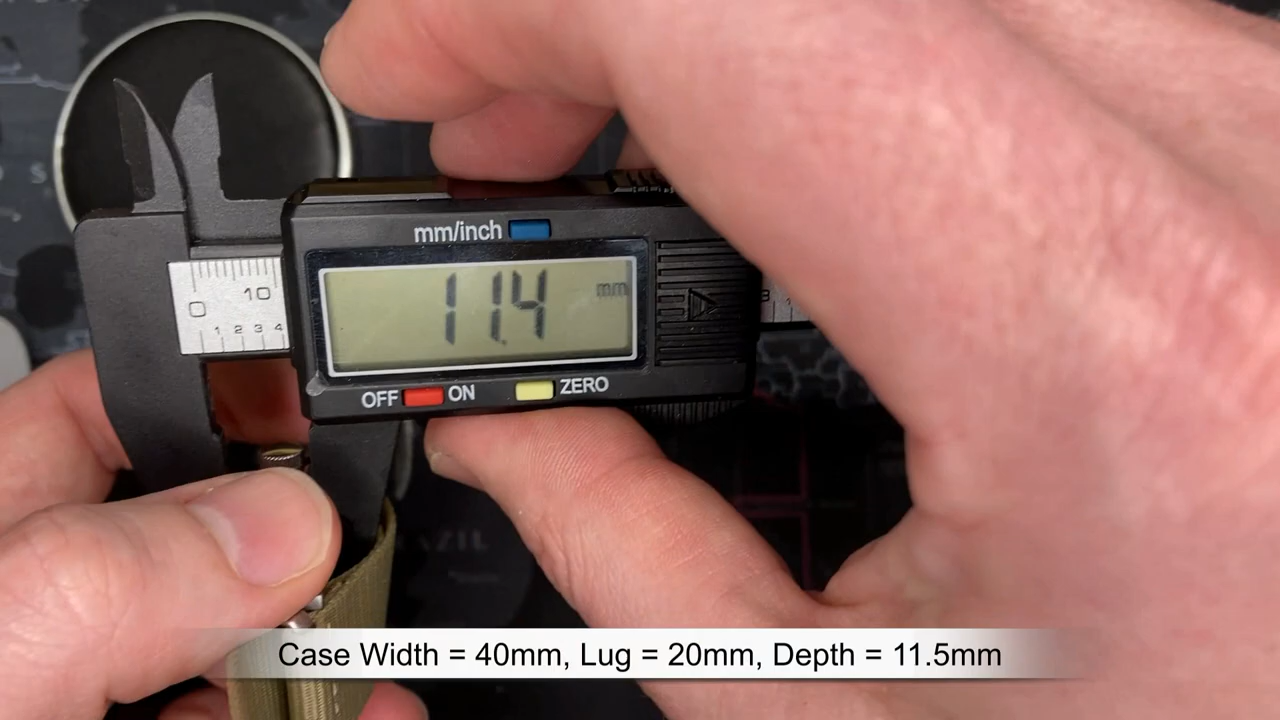 mm/inch
11.4 mm
0 10
1 2 3 4
OFF ON ZERO
Case Width = 40mm, Lug = 20mm, Depth = 11.5mm